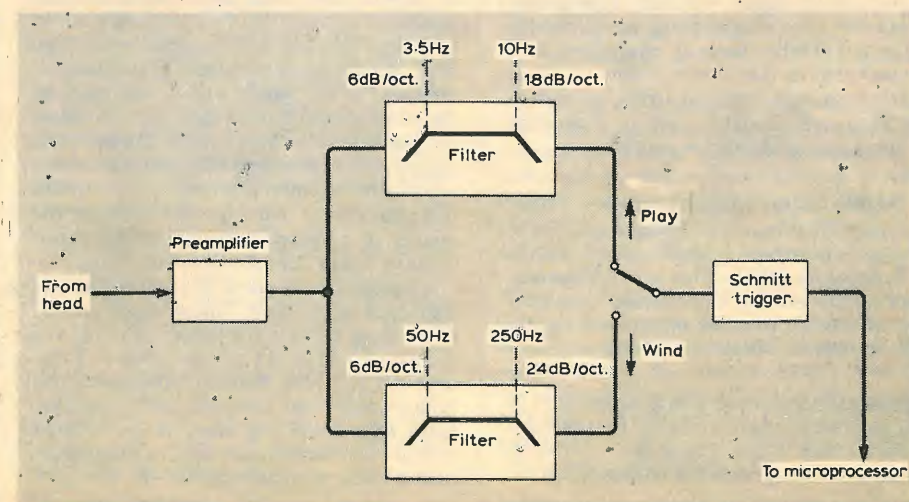 3·5Hz 10Hz
6dB/oct. 18dB/oct.
Filter
Play
Preamplifier
From
head
Schmitt
trigger
50Hz 250Hz
Wind
6dB/oct. 24dB/oct.
Filter
To microprocessor